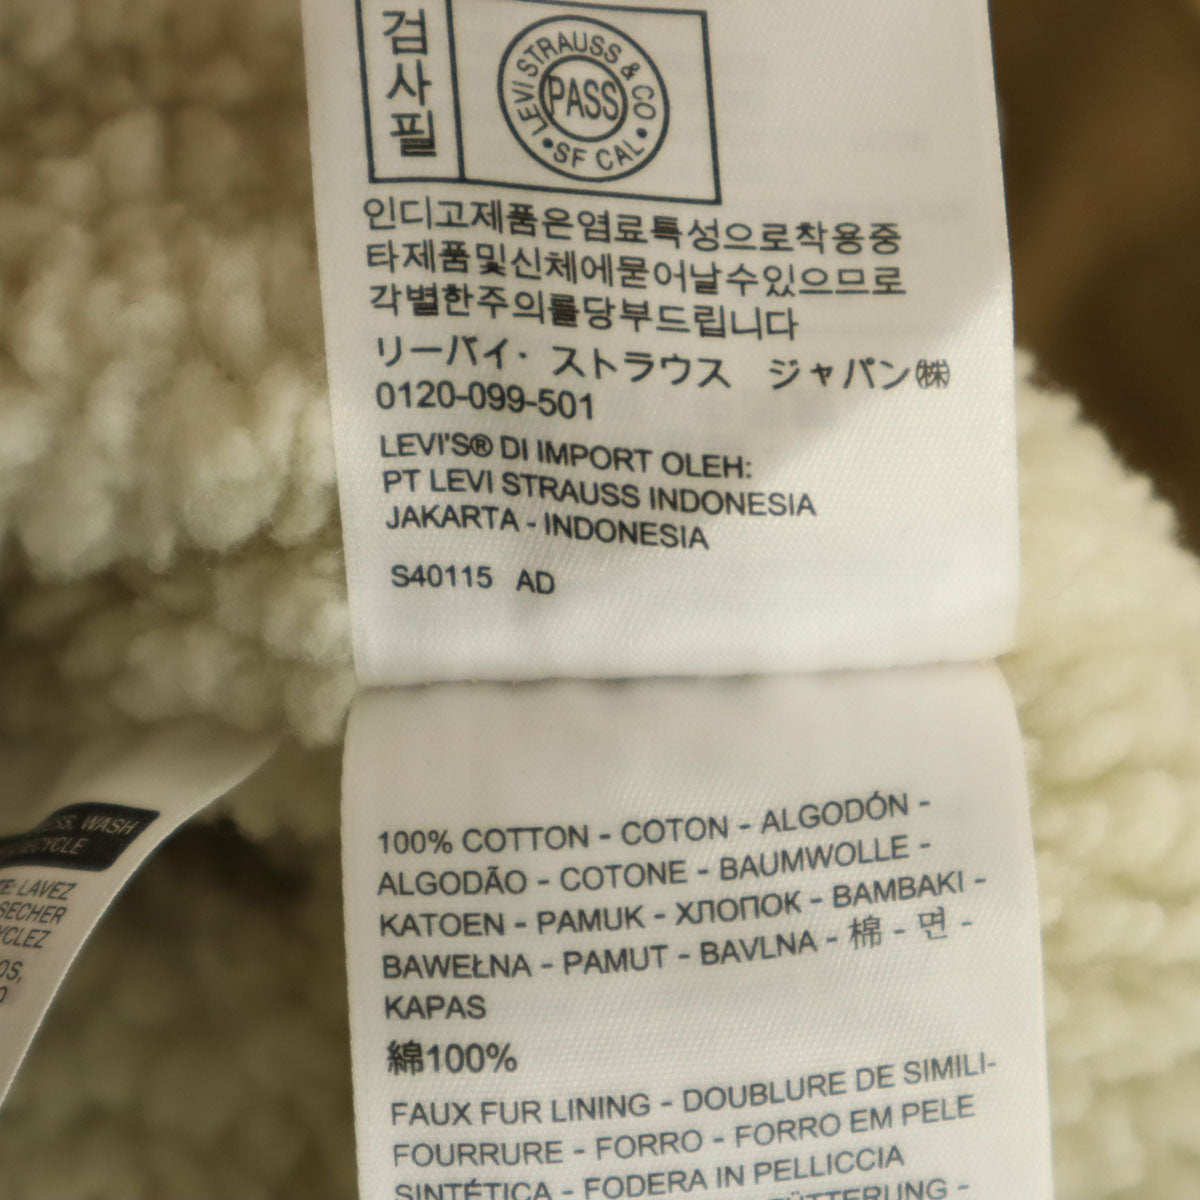 검사필
LEVI STRAUSS & CO
PASS
• SF CAL •
인디고제품은염료특성으로착용중
타제품및신체에묻어날수있으므로
각별한주의를당부드립니다
リーバイ・ ストラウス ジャパン㈱
0120-099-501
LEVI'S® DI IMPORT OLEH:
PT LEVI STRAUSS INDONESIA
JAKARTA - INDONESIA
S40115 AD
100% COTTON - COTON - ALGODÓN -
ALGODÃO - COTONE - BAUMWOLLE -
KATOEN - PAMUK - ХЛОПОК - BAMBAKI -
BAWEŁNA - PAMUT - BAVLNA - 棉 - 면 -
KAPAS
綿100%
FAUX FUR LINING - DOUBLURE DE SIMILI-
FOURRURE - FORRO - FORRO EM PELE
SINTÉTICA - FODERA IN PELLICCIA
WASH
LAVEZ
SECHER